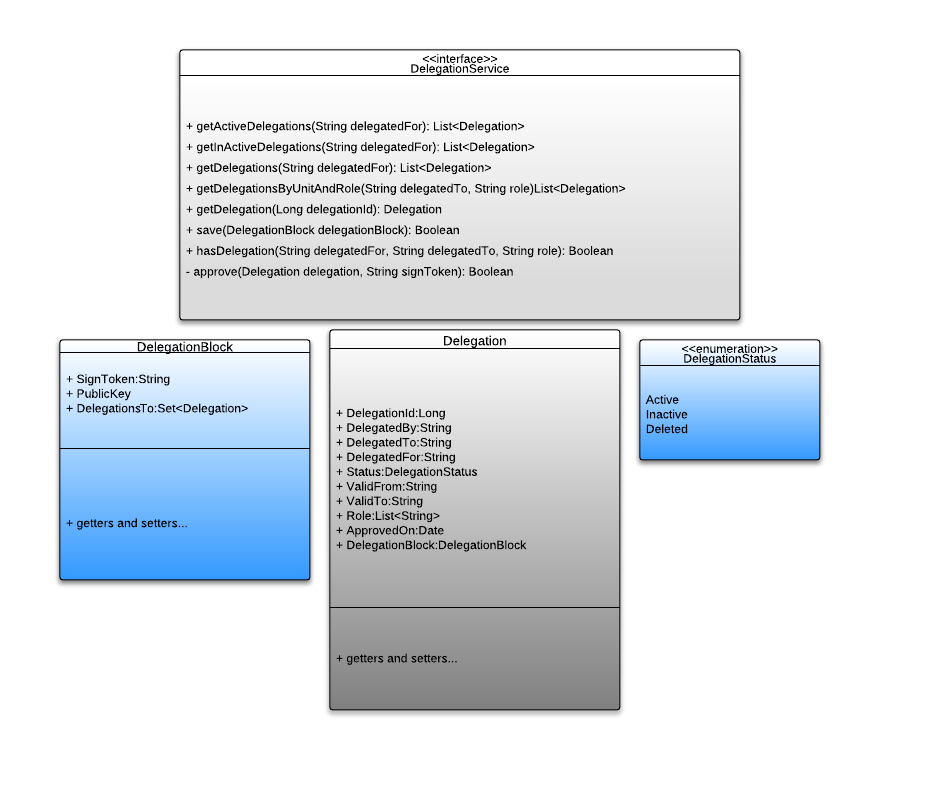 <<interface>>
DelegationService
+ getActiveDelegations(String delegatedFor): List<Delegation>
+ getInActiveDelegations(String delegatedFor): List<Delegation>
+ getDelegations(String delegatedFor): List<Delegation>
+ getDelegationsByUnitAndRole(String delegatedTo, String role)List<Delegation>
+ getDelegation(Long delegationId): Delegation
+ save(DelegationBlock delegationBlock): Boolean
+ hasDelegation(String delegatedFor, String delegatedTo, String role): Boolean
- approve(Delegation delegation, String signToken): Boolean
DelegationBlock
+ SignToken:String
+ PublicKey
+ DelegationsTo:Set<Delegation>
+ getters and setters...
Delegation
+ DelegationId:Long
+ DelegatedBy:String
+ DelegatedTo:String
+ DelegatedFor:String
+ Status:DelegationStatus
+ ValidFrom:String
+ ValidTo:String
+ Role:List<String>
+ ApprovedOn:Date
+ DelegationBlock:DelegationBlock
+ getters and setters...
<<enumeration>>
DelegationStatus
Active
Inactive
Deleted